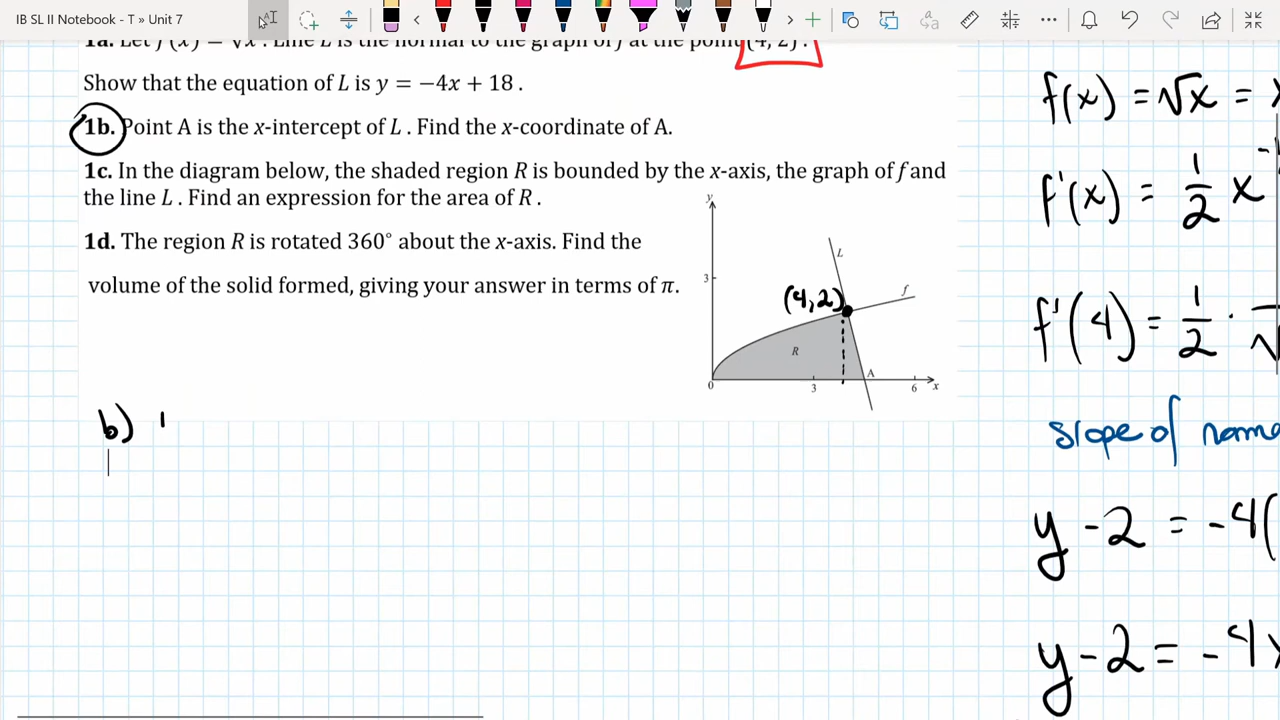 IB SL II Notebook - T » Unit 7
Show that the equation of L is y = −4x + 18 .
1b. Point A is the x-intercept of L . Find the x-coordinate of A.
1c. In the diagram below, the shaded region R is bounded by the x-axis, the graph of f and
the line L . Find an expression for the area of R .
1d. The region R is rotated 360° about the x-axis. Find the
volume of the solid formed, giving your answer in terms of π.
y
L
3
(4,2)
f
R
A
0
3
6
x
b)
f(x) = √x =
f'(x) = 1/2 x
f'(4) = 1/2 ·
slope of
y - 2 = -4(
y - 2 = -4x